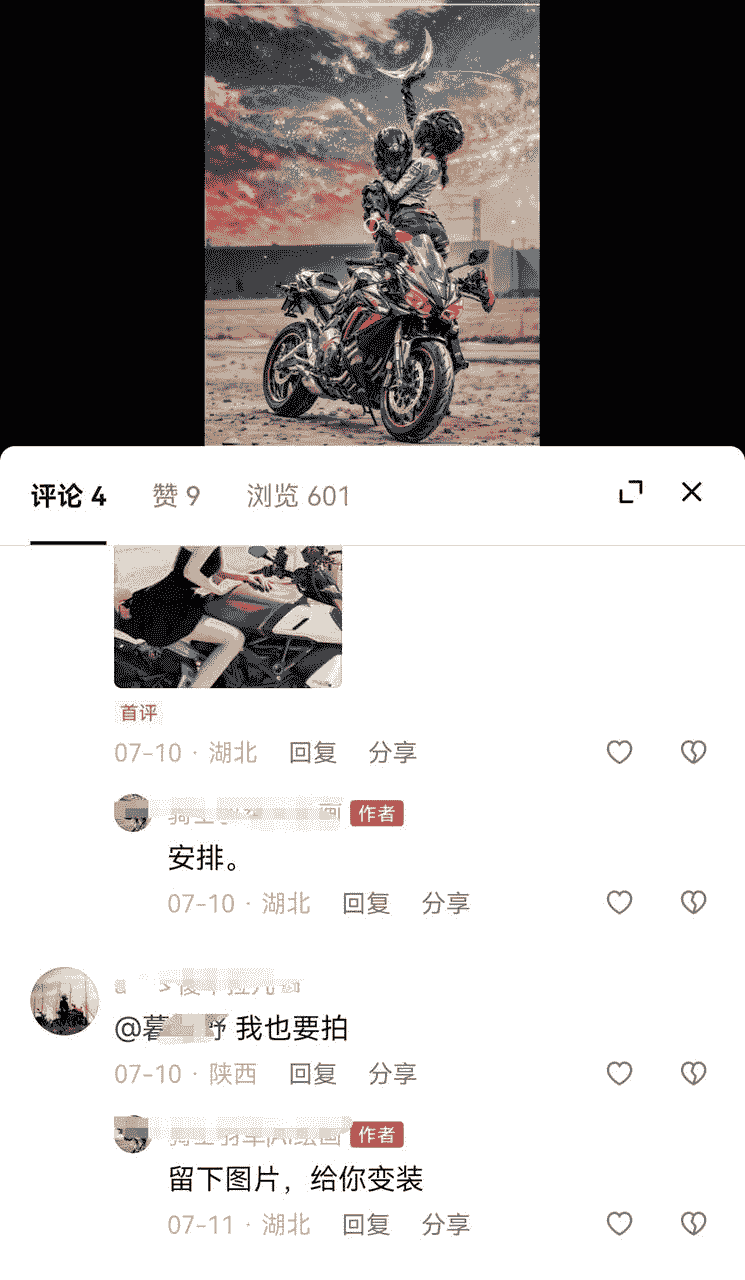 评论 4 赞 9 浏览 601
首评
07-10 · 湖北 回复 分享
作者
安排。
07-10 · 湖北 回复 分享
@暮 我也要拍
07-10 · 陕西 回复 分享
作者
留下图片，给你变装
07-11 · 湖北 回复 分享